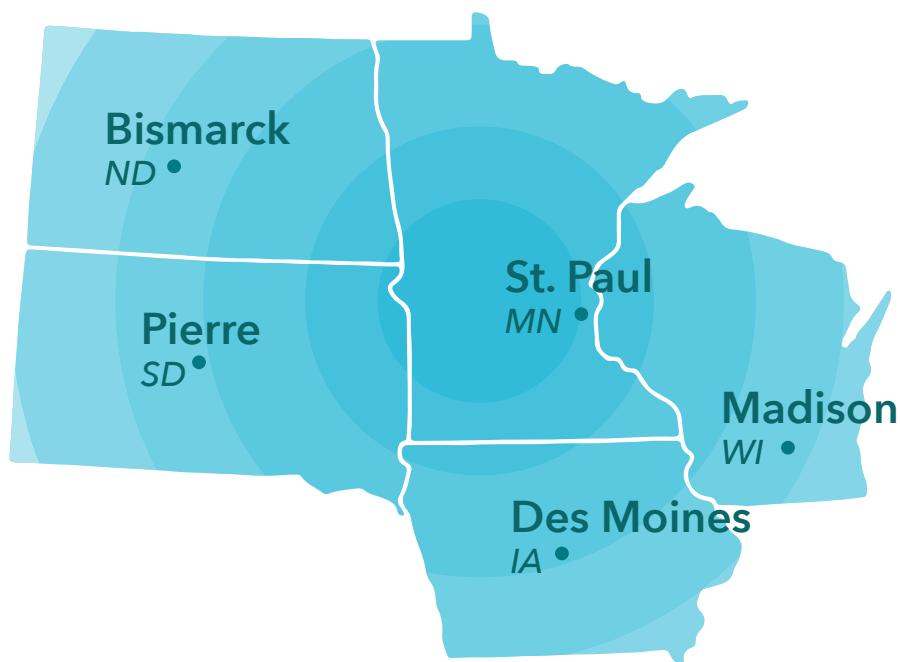 Bismarck
ND
St. Paul
MN
Pierre
SD
Madison
WI
Des Moines
IA